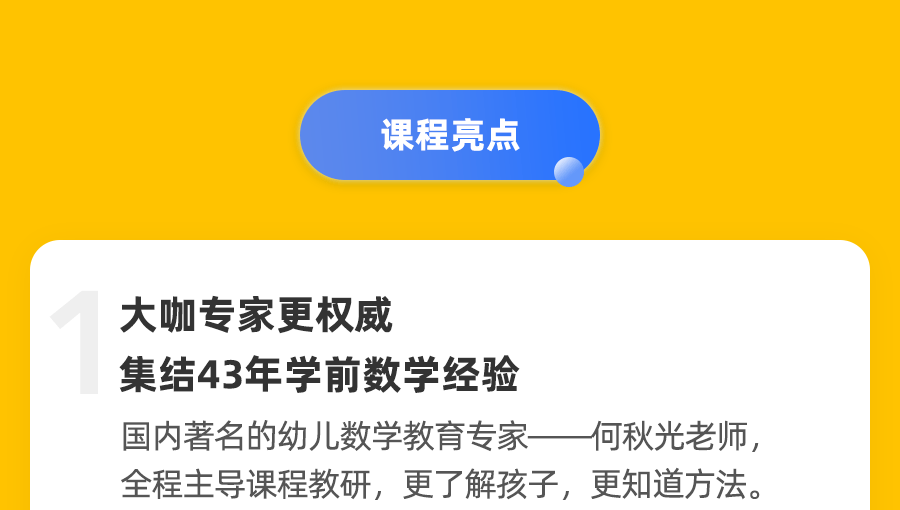 课程亮点
1
大咖专家更权威
集结43年学前数学经验
国内著名的幼儿数学教育专家——何秋光老师，
全程主导课程教研，更了解孩子，更知道方法。